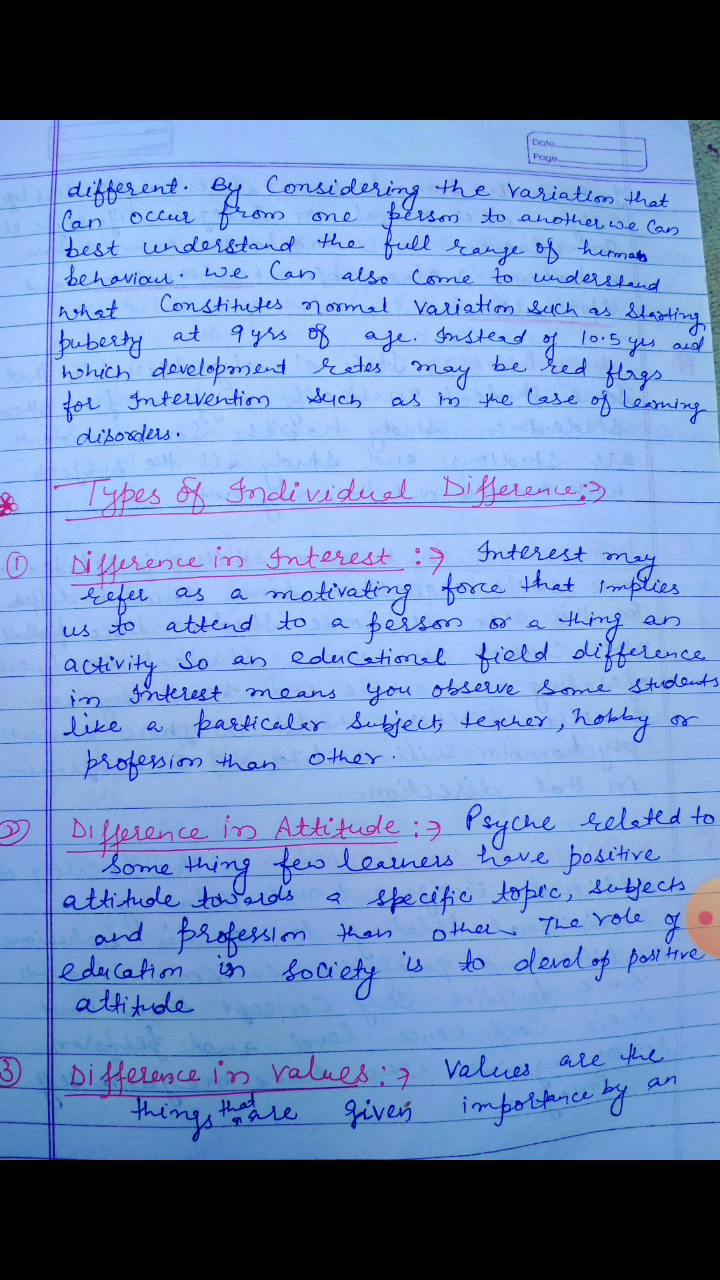 Date
Page
different. By Considering the variation that
Can occur from one person to another we Can
best understand the full range of human
behaviour. we Can also Come to understand
what Constitutes normal variation such as Starting
puberty at 9 yrs of age. Instead of 10.5 yrs and
which development rates may be red flags
for Intervention such as in the Case of learning
disorders.
Types of Individual Difference :→
① Difference in Interest :→ Interest may
refer as a motivating force that implies
us to attend to a person or a thing an
activity So an educational field difference
in Interest means you observe some students
like a particular subject, teacher, hobby or
profession than other.
② Difference in Attitude :→ Psyche related to
Some thing few learners have positive
attitude towards a specific topic, subjects
and profession than other. The role of
education in society is to develop positive
attitude
③ Difference in values :→ Values are the
things that are given importance by an